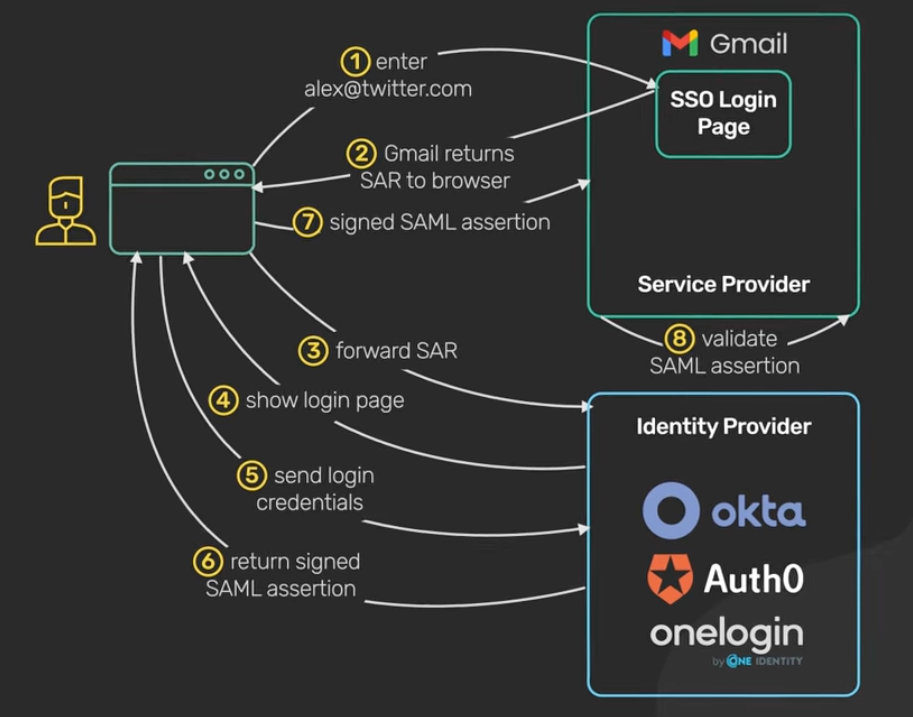 Gmail
① enter
alex@twitter.com
SSO Login
Page
② Gmail returns
SAR to browser
⑦ signed SAML assertion
Service Provider
⑧ validate
SAML assertion
③ forward SAR
④ show login page
Identity Provider
⑤ send login
credentials
okta
⑥ return signed
SAML assertion
Auth0
onelogin
by ONE IDENTITY